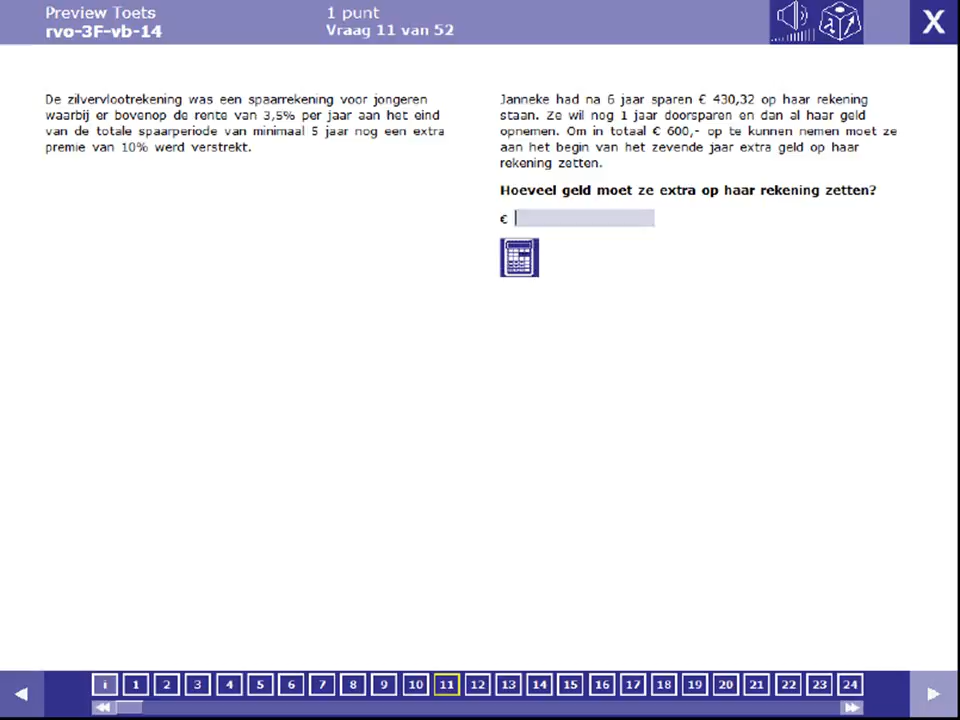 Preview Toets
rvo-3F-vb-14
1 punt
Vraag 11 van 52
X
De zilvervlootrekening was een spaarrekening voor jongeren
waarbij er bovenop de rente van 3,5% per jaar aan het eind
van de totale spaarperiode van minimaal 5 jaar nog een extra
premie van 10% werd verstrekt.
Janneke had na 6 jaar sparen € 430,32 op haar rekening
staan. Ze wil nog 1 jaar doorsparen en dan al haar geld
opnemen. Om in totaal € 600,- op te kunnen nemen moet ze
aan het begin van het zevende jaar extra geld op haar
rekening zetten.
Hoeveel geld moet ze extra op haar rekening zetten?
€
i 1 2 3 4 5 6 7 8 9 10 11 12 13 14 15 16 17 18 19 20 21 22 23 24